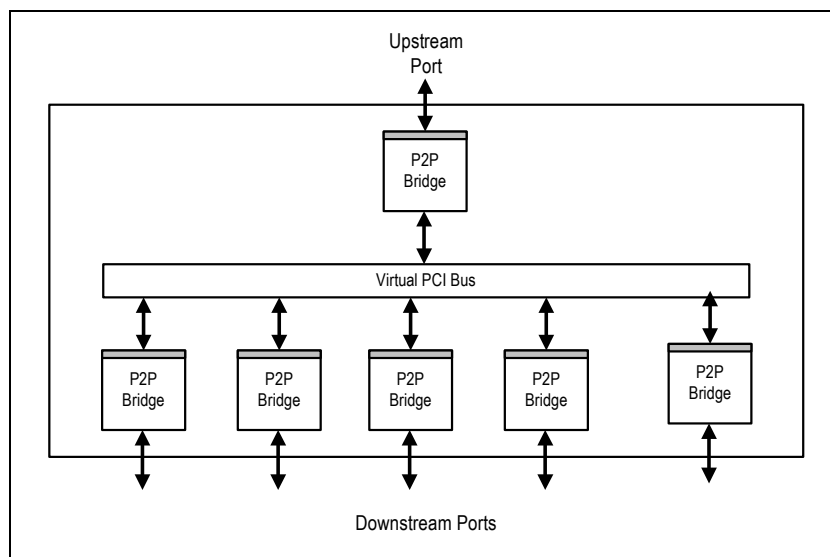 Upstream
Port
P2P
Bridge
Virtual PCI Bus
P2P
Bridge
P2P
Bridge
P2P
Bridge
P2P
Bridge
P2P
Bridge
Downstream Ports